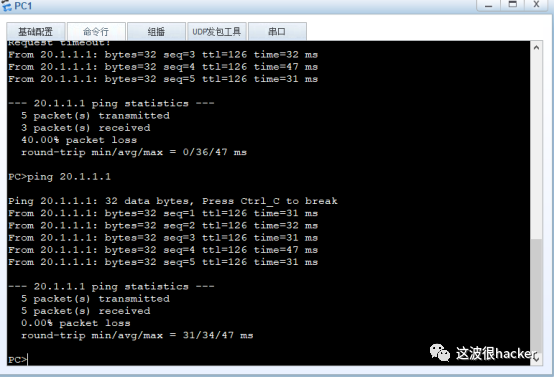 PC1
基础配置 命令行 组播 UDP发包工具 串口
Request timeout!
From 20.1.1.1: bytes=32 seq=3 ttl=126 time=32 ms
From 20.1.1.1: bytes=32 seq=4 ttl=126 time=47 ms
From 20.1.1.1: bytes=32 seq=5 ttl=126 time=31 ms
--- 20.1.1.1 ping statistics ---
5 packet(s) transmitted
3 packet(s) received
40.00% packet loss
round-trip min/avg/max = 0/36/47 ms
PC>ping 20.1.1.1
Ping 20.1.1.1: 32 data bytes, Press Ctrl_C to break
From 20.1.1.1: bytes=32 seq=1 ttl=126 time=31 ms
From 20.1.1.1: bytes=32 seq=2 ttl=126 time=32 ms
From 20.1.1.1: bytes=32 seq=3 ttl=126 time=31 ms
From 20.1.1.1: bytes=32 seq=4 ttl=126 time=47 ms
From 20.1.1.1: bytes=32 seq=5 ttl=126 time=31 ms
--- 20.1.1.1 ping statistics ---
5 packet(s) transmitted
5 packet(s) received
0.00% packet loss
round-trip min/avg/max = 31/34/47 ms
PC>
这波很hacker